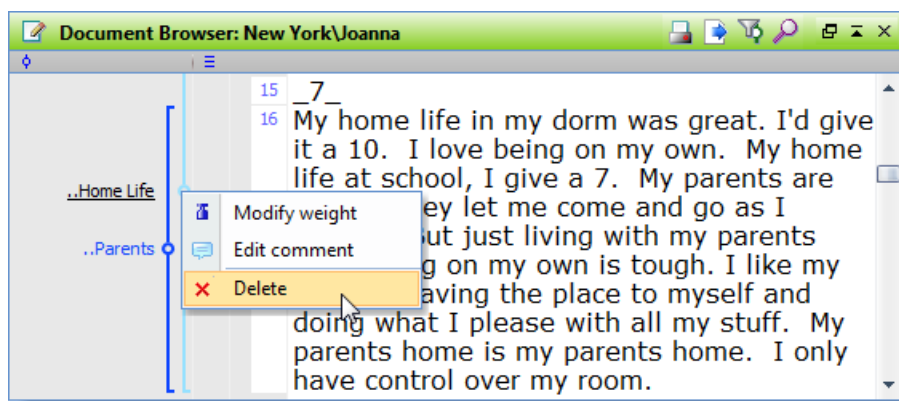 Document Browser: New York\Joanna
15 _7_
16 My home life in my dorm was great. I'd give
it a 10. I love being on my own. My home
life at school, I give a 7. My parents are
..Home Life
ey let me come and go as I
Modify weight
ut just living with my parents
..Parents
Edit comment
g on my own is tough. I like my
Delete
aving the place to myself and
doing what I please with all my stuff. My
parents home is my parents home. I only
have control over my room.